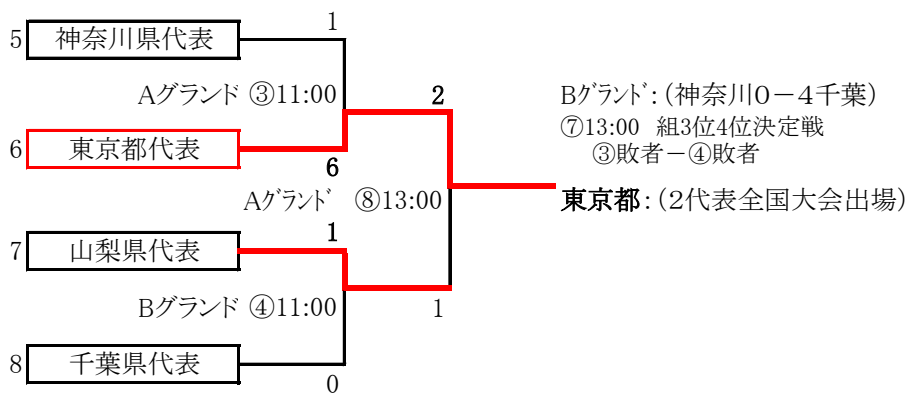 1
5 神奈川県代表
Aグランド ③11:00
2
Bグランド：(神奈川0－4千葉)
⑦13:00 組3位4位決定戦
③敗者－④敗者
6 東京都代表
6
Aグランド ⑧13:00
東京都：(2代表全国大会出場)
1
7 山梨県代表
Bグランド ④11:00
1
8 千葉県代表
0